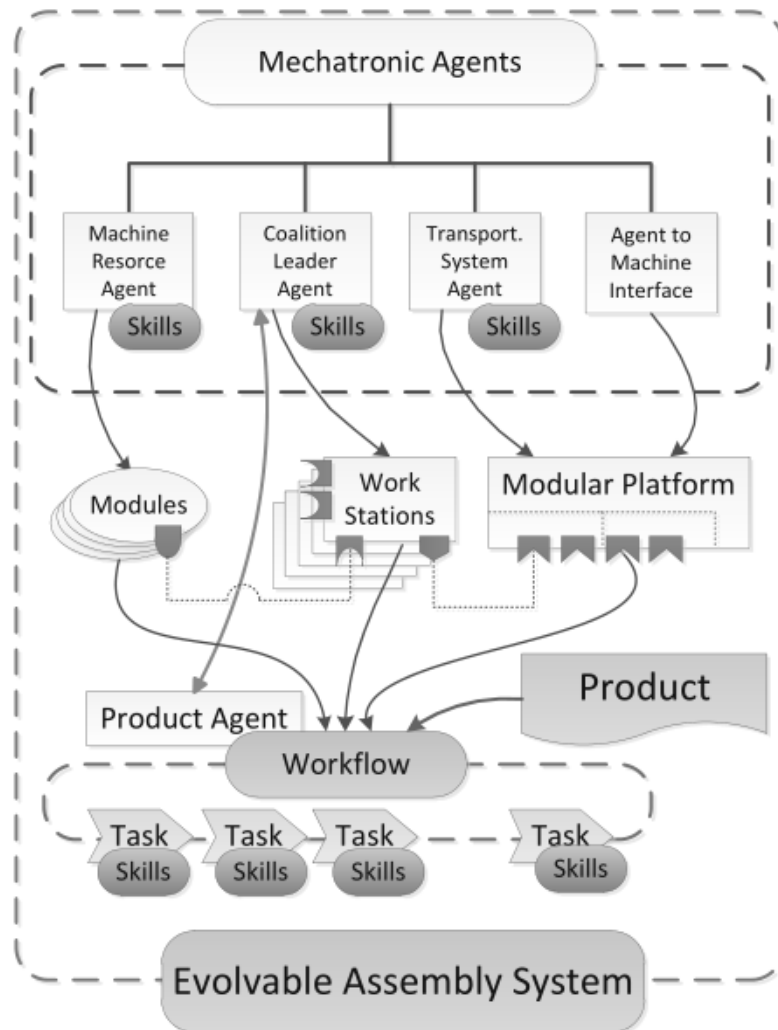 Mechatronic Agents
Machine
Resorce
Agent
Skills
Coalition
Leader
Agent
Skills
Transport.
System
Agent
Skills
Agent to
Machine
Interface
Modules
Work
Stations
Modular Platform
Product Agent
Product
Workflow
Task
Skills
Task
Skills
Task
Skills
Task
Skills
Evolvable Assembly System